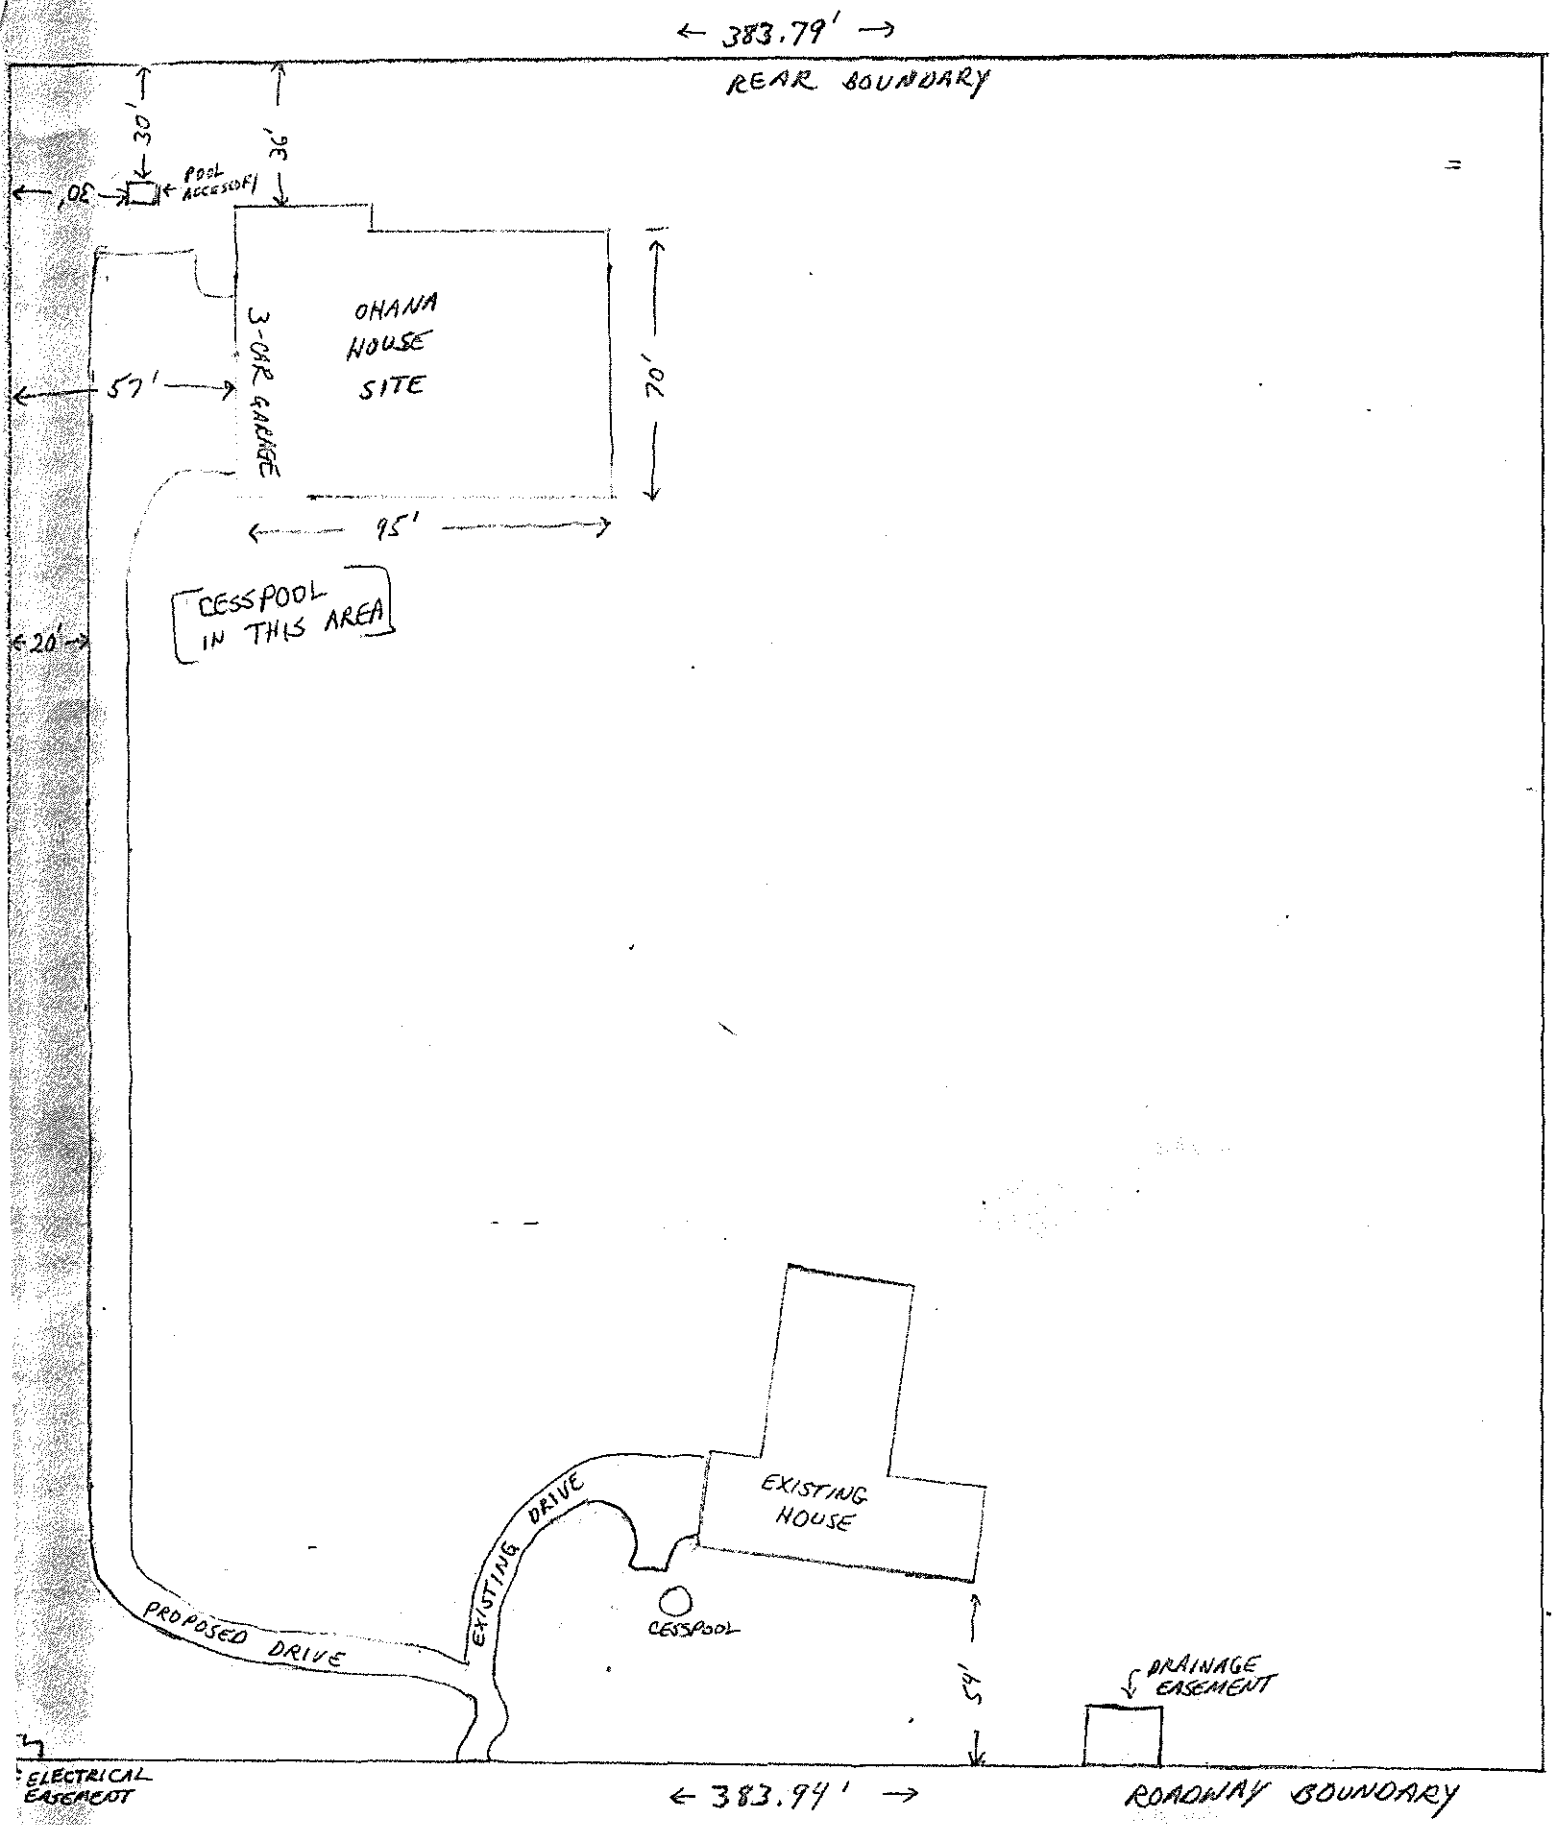 ← 383.79' →
REAR BOUNDARY
30'
36'
30'
POOL
ACCESSORY
OHANA
HOUSE
SITE
3-CAR GARAGE
57'
70'
95'
CESSPOOL
IN THIS AREA
20'
EXISTING
HOUSE
EXISTING DRIVE
PROPOSED DRIVE
CESSPOOL
54'
DRAINAGE
EASEMENT
ELECTRICAL
EASEMENT
← 383.94' →
ROADWAY BOUNDARY